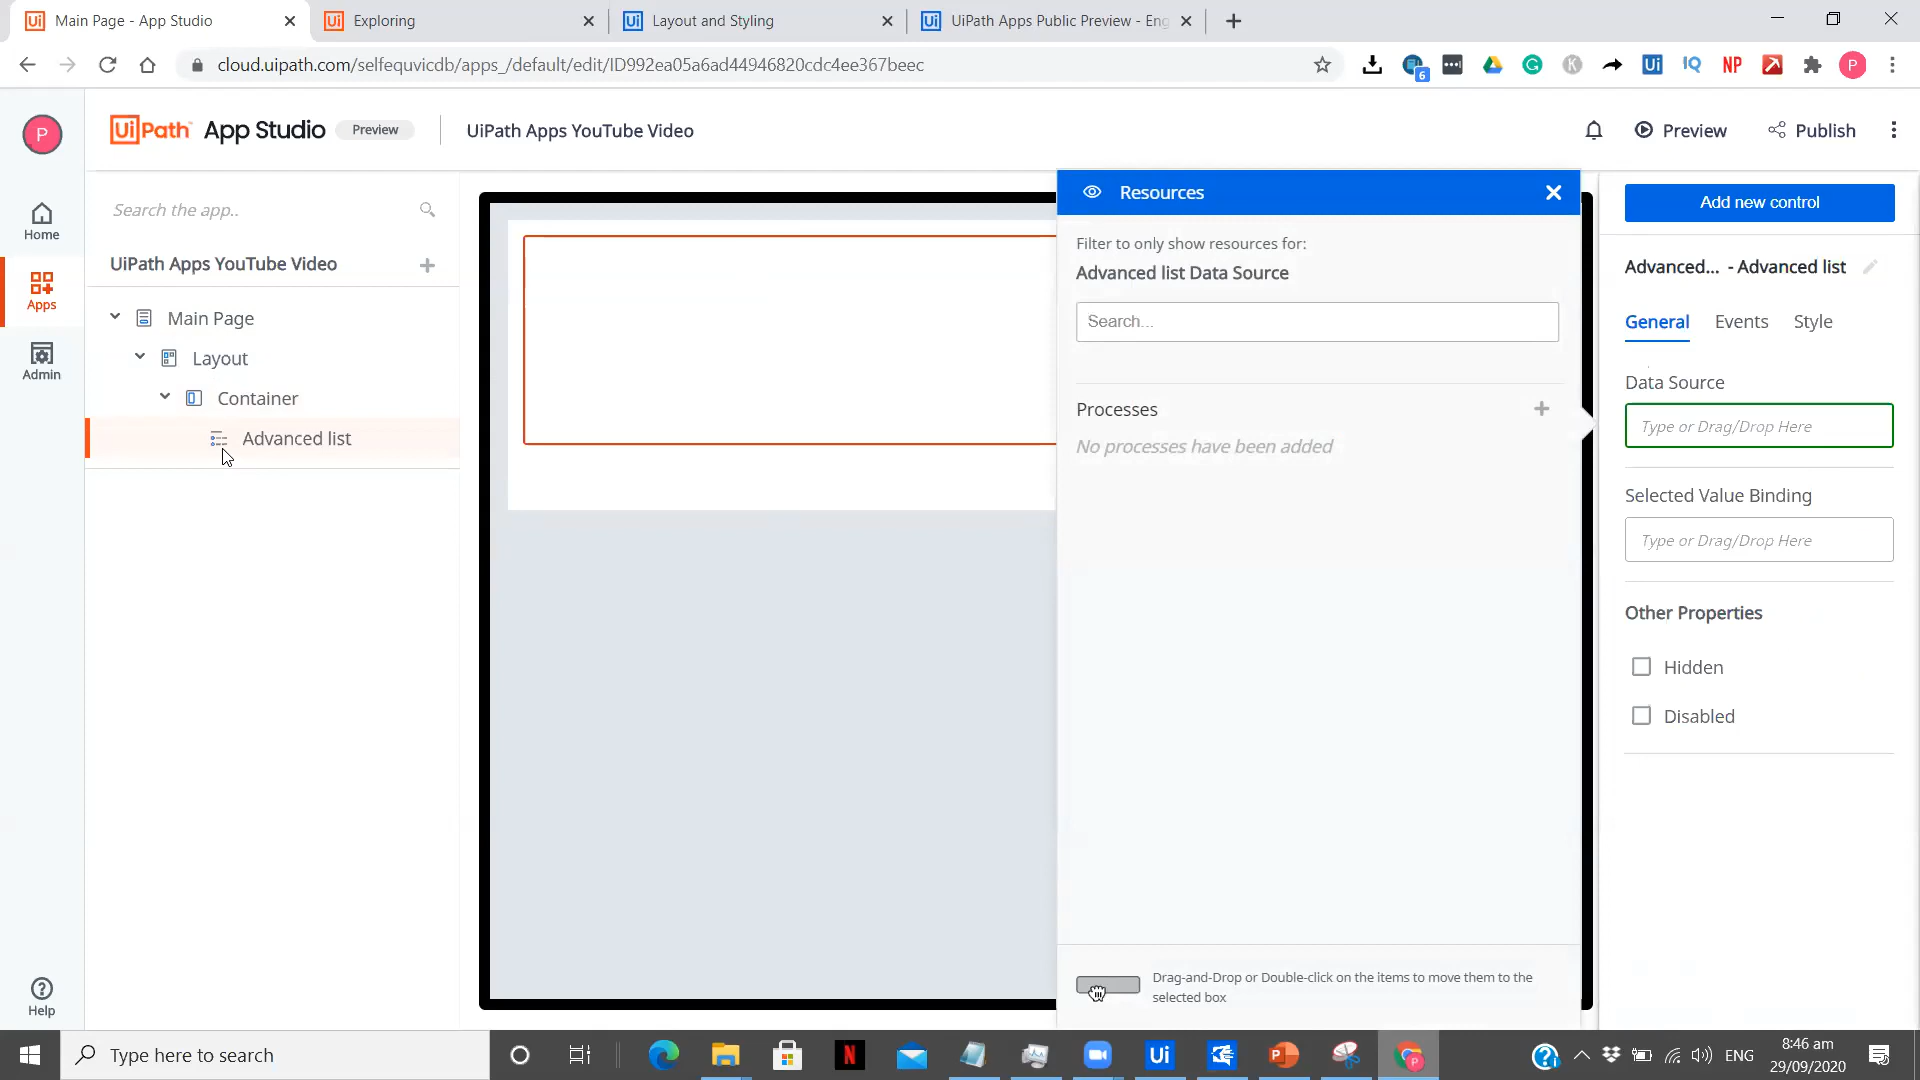 Main Page - App Studio
Exploring
Layout and Styling
UiPath Apps Public Preview - Eng
cloud.uipath.com/selfequvicdb/apps_/default/edit/ID992ea05a6ad44946820cdc4ee367beec
6
Ui
IQ
NP
P
P
UiPath App Studio Preview
UiPath Apps YouTube Video
Preview
Publish
Home
Apps
Admin
Help
Search the app..
UiPath Apps YouTube Video
Main Page
Layout
Container
Advanced list
Resources
Filter to only show resources for:
Advanced list Data Source
Search...
Processes
No processes have been added
Drag-and-Drop or Double-click on the items to move them to the
selected box
Add new control
Advanced... - Advanced list
General Events Style
Data Source
Type or Drag/Drop Here
Selected Value Binding
Type or Drag/Drop Here
Other Properties
Hidden
Disabled
Type here to search
ENG
8:46 am
29/09/2020